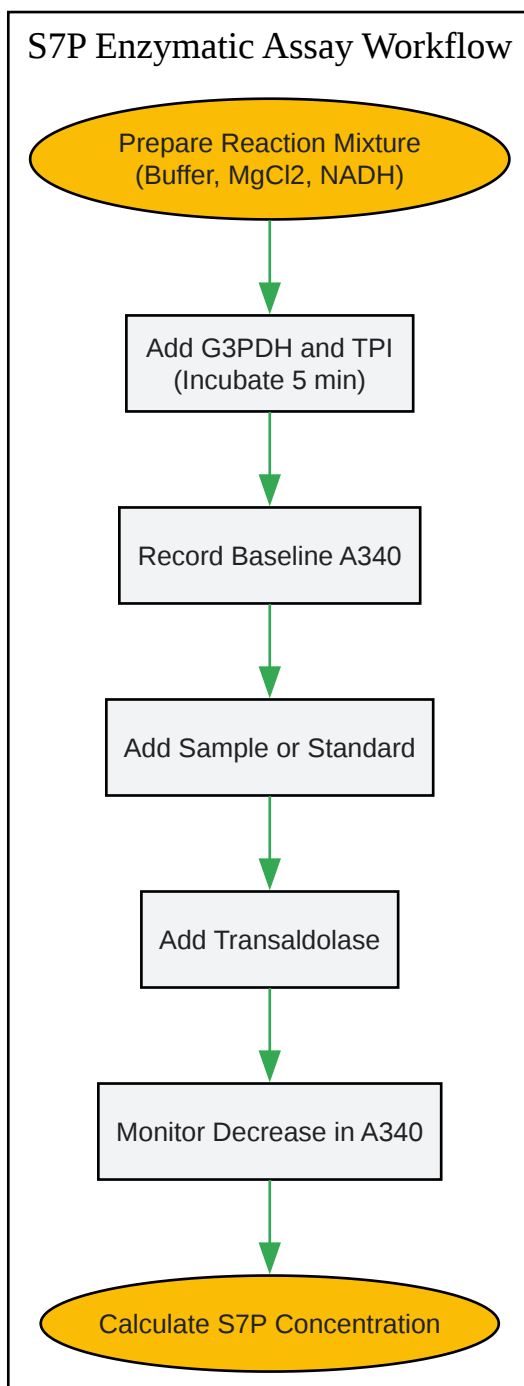 S7P Enzymatic Assay Workflow
Prepare Reaction Mixture
(Buffer, MgCl2, NADH)
Add G3PDH and TPI
(Incubate 5 min)
Record Baseline A340
Add Sample or Standard
Add Transaldolase
Monitor Decrease in A340
Calculate S7P Concentration